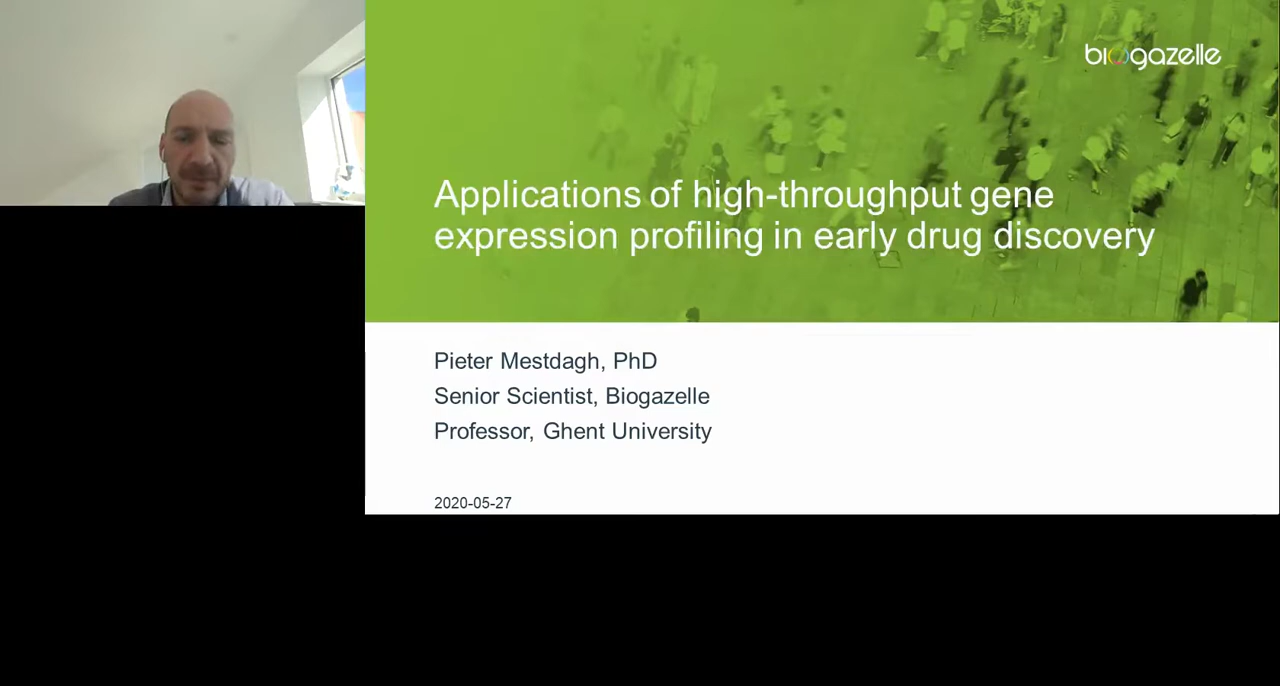 biogazelle
Applications of high-throughput gene
expression profiling in early drug discovery
Pieter Mestdagh, PhD
Senior Scientist, Biogazelle
Professor, Ghent University
2020-05-27